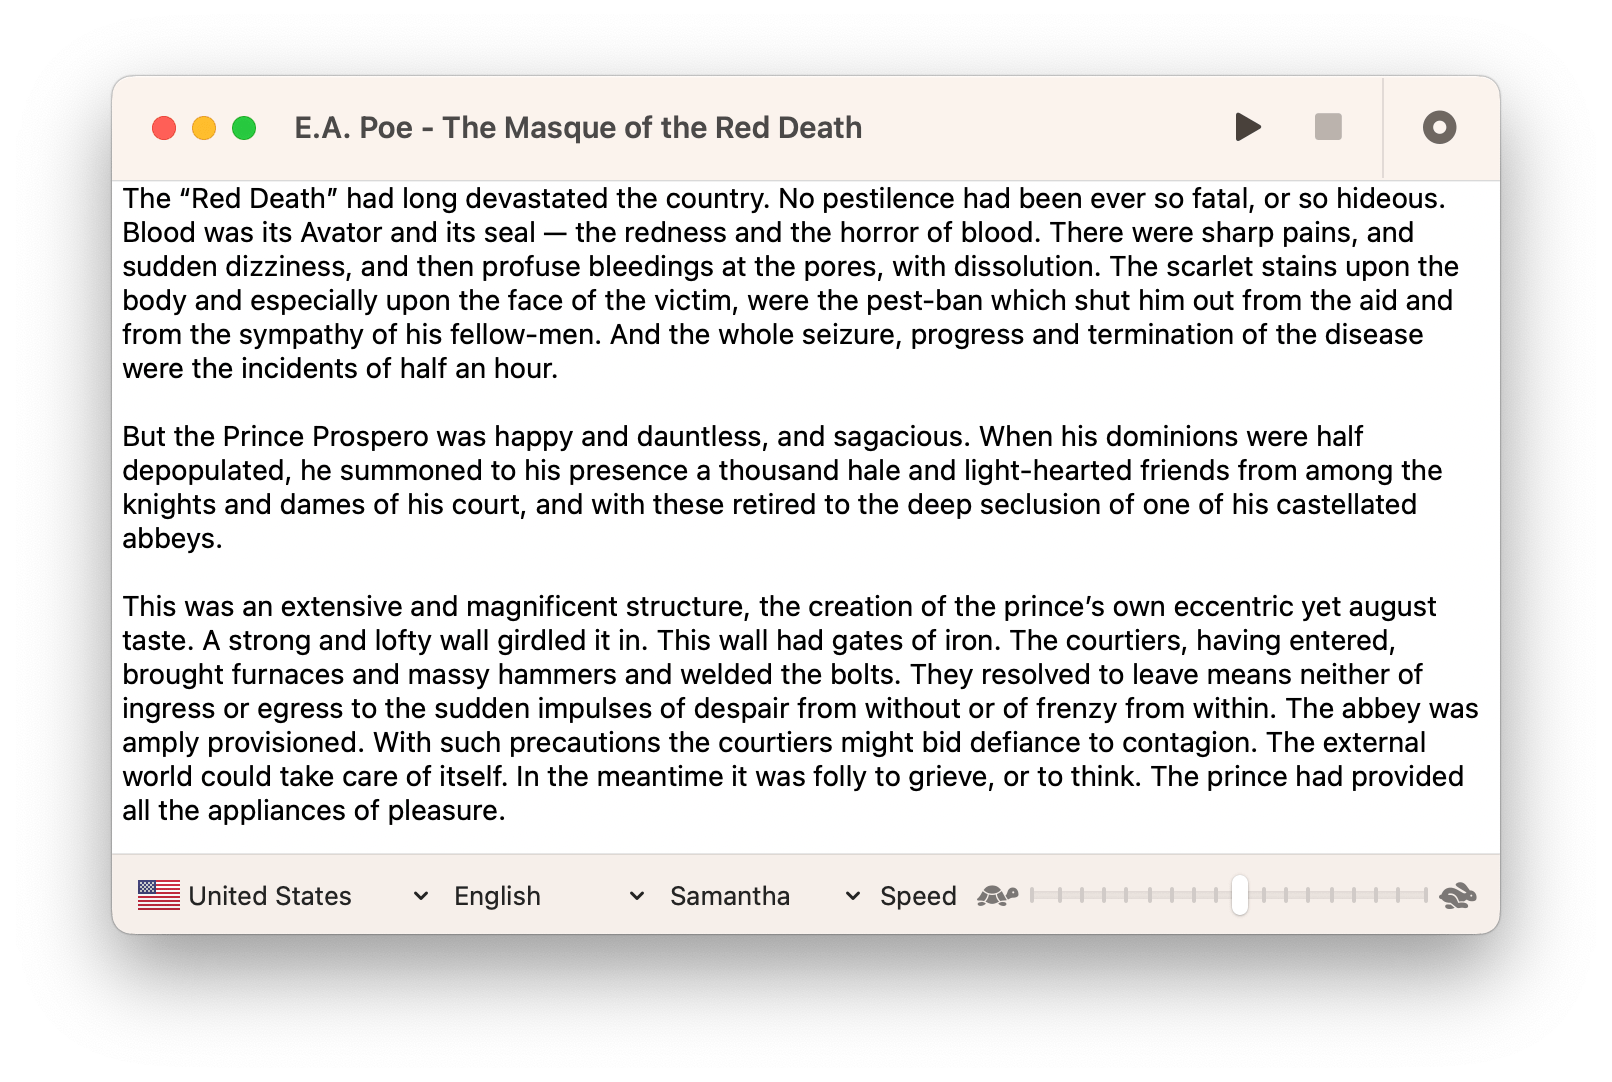 E.A. Poe - The Masque of the Red Death
The “Red Death” had long devastated the country. No pestilence had been ever so fatal, or so hideous.
Blood was its Avator and its seal — the redness and the horror of blood. There were sharp pains, and
sudden dizziness, and then profuse bleedings at the pores, with dissolution. The scarlet stains upon the
body and especially upon the face of the victim, were the pest-ban which shut him out from the aid and
from the sympathy of his fellow-men. And the whole seizure, progress and termination of the disease
were the incidents of half an hour.
But the Prince Prospero was happy and dauntless, and sagacious. When his dominions were half
depopulated, he summoned to his presence a thousand hale and light-hearted friends from among the
knights and dames of his court, and with these retired to the deep seclusion of one of his castellated
abbeys.
This was an extensive and magnificent structure, the creation of the prince’s own eccentric yet august
taste. A strong and lofty wall girdled it in. This wall had gates of iron. The courtiers, having entered,
brought furnaces and massy hammers and welded the bolts. They resolved to leave means neither of
ingress or egress to the sudden impulses of despair from without or of frenzy from within. The abbey was
amply provisioned. With such precautions the courtiers might bid defiance to contagion. The external
world could take care of itself. In the meantime it was folly to grieve, or to think. The prince had provided
all the appliances of pleasure.
United States English Samantha Speed